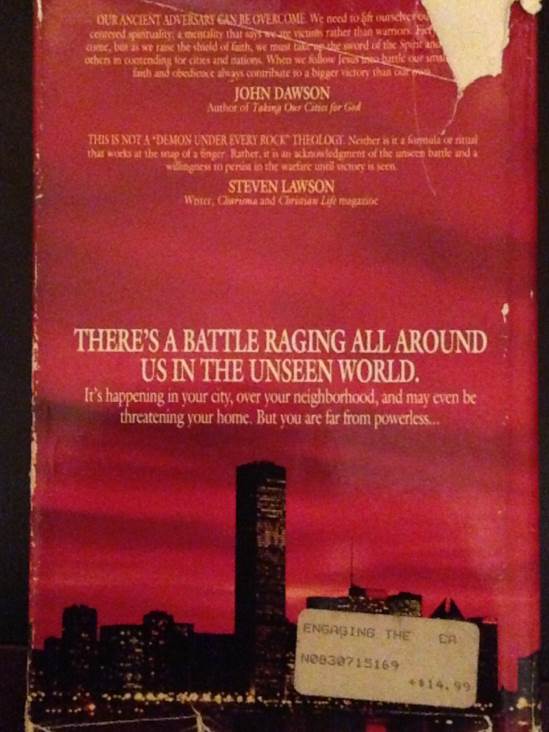 OUR ANCIENT ADVERSARY CAN BE OVERCOME. We need to lift ourselves
centered spirituality; a mentality that says we are victims rather than warriors.
come, but as we raise the shield of faith, we must take up the sword of the Spirit and
others in contending for cities and nations. When we follow Jesus into battle our small
faith and obedience always contribute to a bigger victory than our own.
JOHN DAWSON
Author of Taking Our Cities for God
THIS IS NOT A "DEMON UNDER EVERY ROCK" THEOLOGY. Neither is it a formula or ritual
that works at the snap of a finger. Rather, it is an acknowledgment of the unseen battle and a
willingness to persist in the warfare until victory is seen.
STEVEN LAWSON
Writer, Charisma and Christian Life magazine
THERE'S A BATTLE RAGING ALL AROUND
US IN THE UNSEEN WORLD.
It's happening in your city, over your neighborhood, and may even be
threatening your home. But you are far from powerless...
ENGAGING THE CA
N0830715169
+$14.99